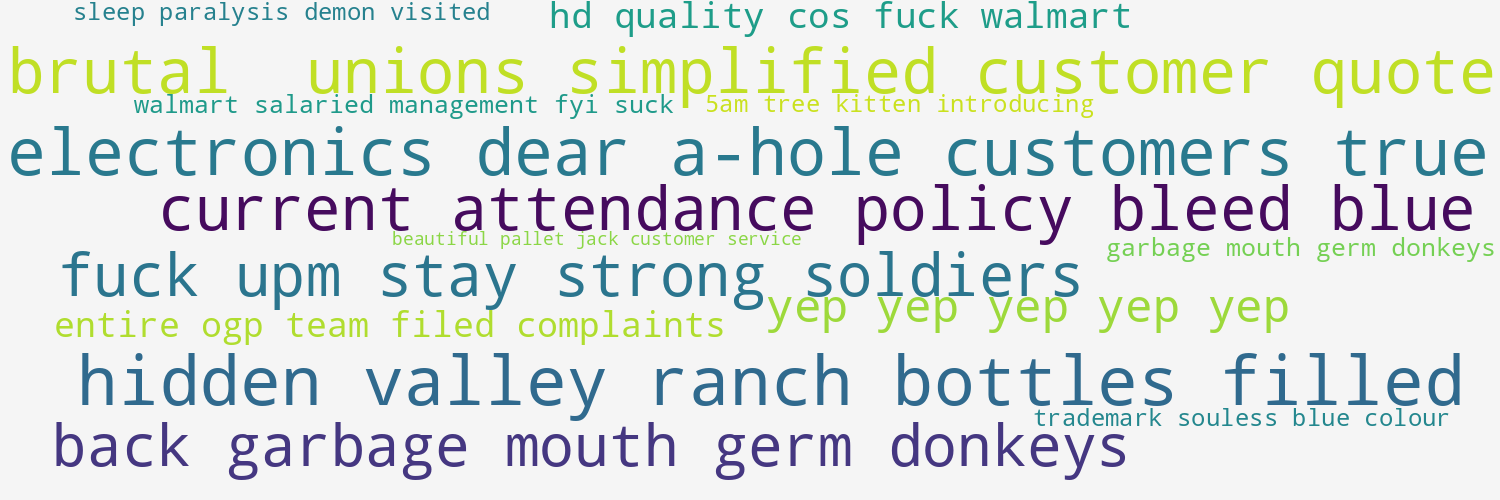 sleep paralysis demon visited
hd quality cos fuck walmart
brutal unions simplified customer quote
walmart salaried management fyi suck
5am tree kitten introducing
electronics dear a-hole customers true
current attendance policy bleed blue
beautiful pallet jack customer service
garbage mouth germ donkeys
fuck upm stay strong soldiers
yep yep yep yep yep
entire ogp team filed complaints
hidden valley ranch bottles filled
trademark souless blue colour
back garbage mouth germ donkeys